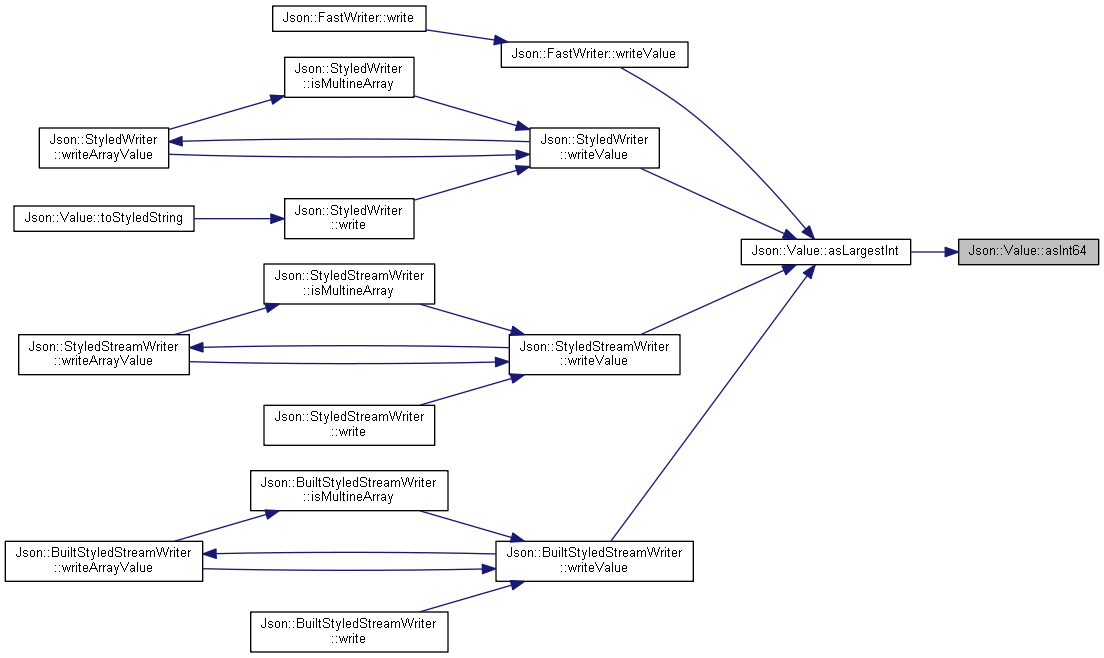 Json::FastWriter::write
Json::FastWriter::writeValue
Json::StyledWriter
::isMultineArray
Json::StyledWriter
::writeArrayValue
Json::StyledWriter
::writeValue
Json::Value::toStyledString
Json::StyledWriter
::write
Json::Value::asLargestInt
Json::Value::asInt64
Json::StyledStreamWriter
::isMultineArray
Json::StyledStreamWriter
::writeArrayValue
Json::StyledStreamWriter
::writeValue
Json::StyledStreamWriter
::write
Json::BuiltStyledStreamWriter
::isMultineArray
Json::BuiltStyledStreamWriter
::writeArrayValue
Json::BuiltStyledStreamWriter
::writeValue
Json::BuiltStyledStreamWriter
::write